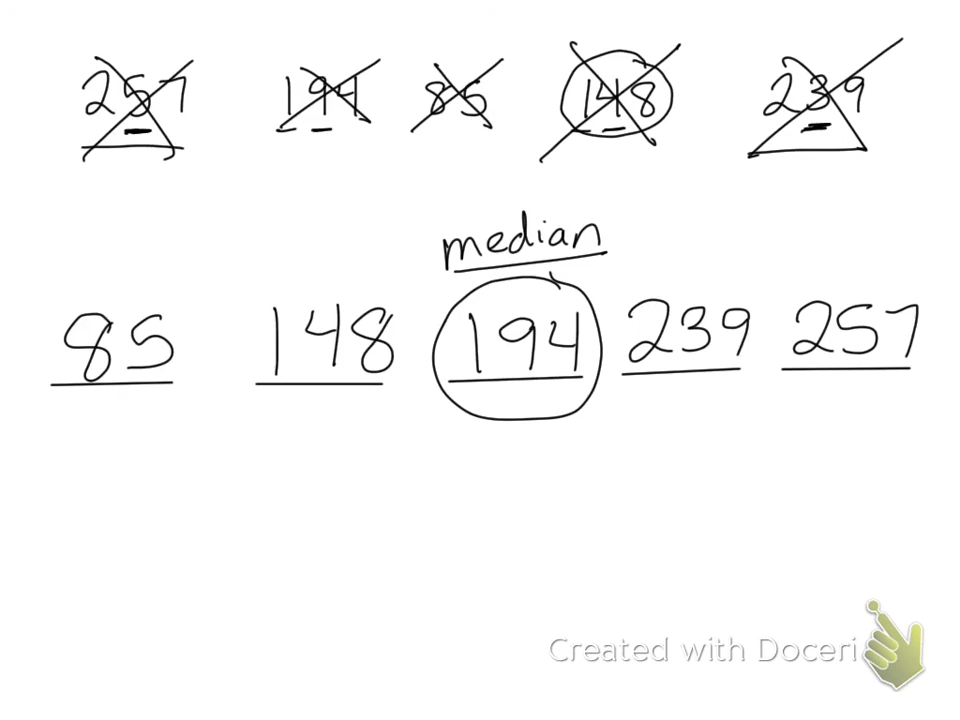 257 194 85 148 239
median
85 148 194 239 257
Created with Doceri